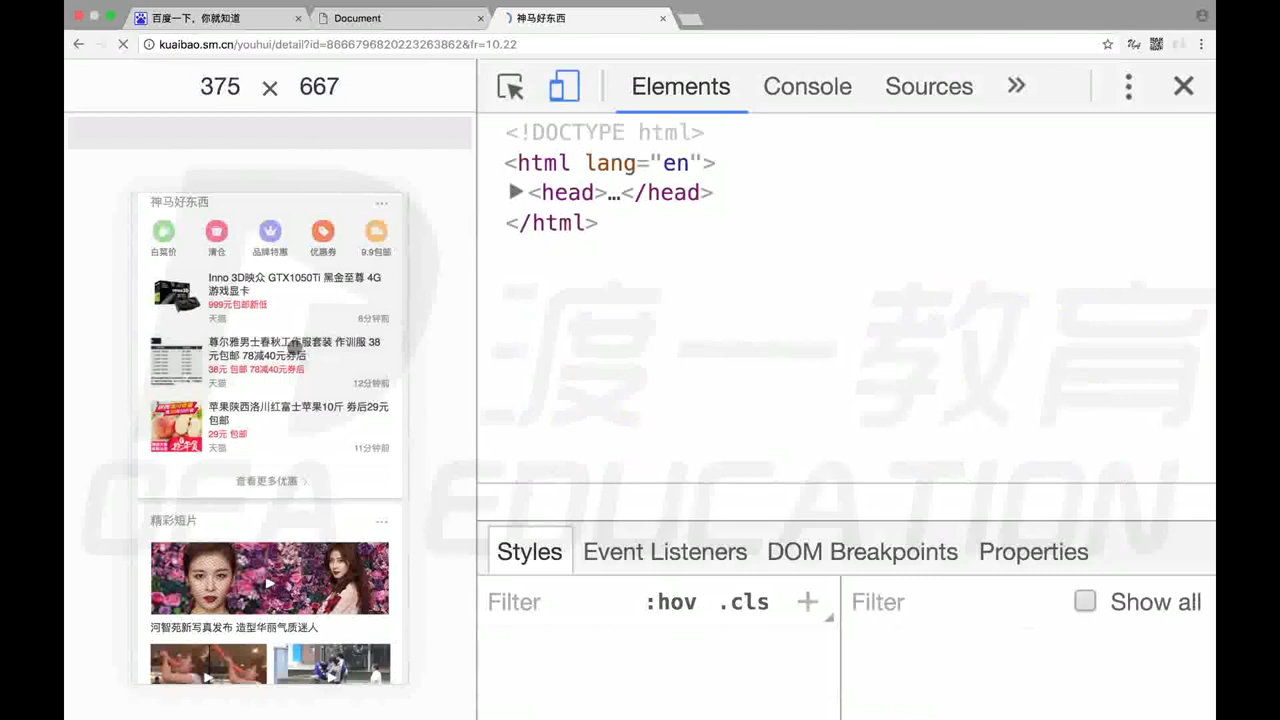 百度一下，你就知道
Document
神马好东西
kuaibao.sm.cn/youhui/detail?id=8666796820223263862&fr=10.22
375 × 667
Elements
Console
Sources
<!DOCTYPE html>
<html lang="en">
<head>…</head>
</html>
神马好东西
白菜价
清仓
品牌特惠
优惠券
9.9包邮
Inno 3D映众 GTX1050Ti 黑金至尊 4G
游戏显卡
999元包邮新低
天猫
8分钟前
尊尔雅男士春秋工作服套装 作训服 38
元包邮 78减40元券后
38元 包邮 78减40元券后
天猫
12分钟前
苹果陕西洛川红富士苹果10斤 券后29元
包邮
29元 包邮
天猫
11分钟前
查看更多优惠
精彩短片
河智苑新写真发布 造型华丽气质迷人
渡一教育
EDUCATION
Styles
Event Listeners
DOM Breakpoints
Properties
Filter
:hov
.cls
Filter
Show all